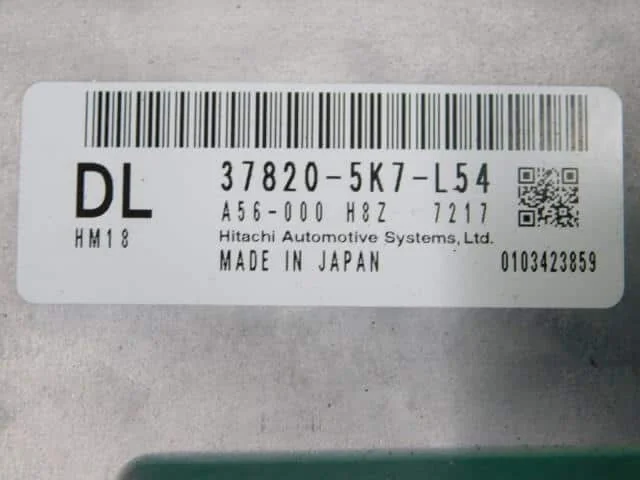 DL
HM18
37820-5K7-L54
A56-000 H8Z 7217
Hitachi Automotive Systems, Ltd.
MADE IN JAPAN
0103423859